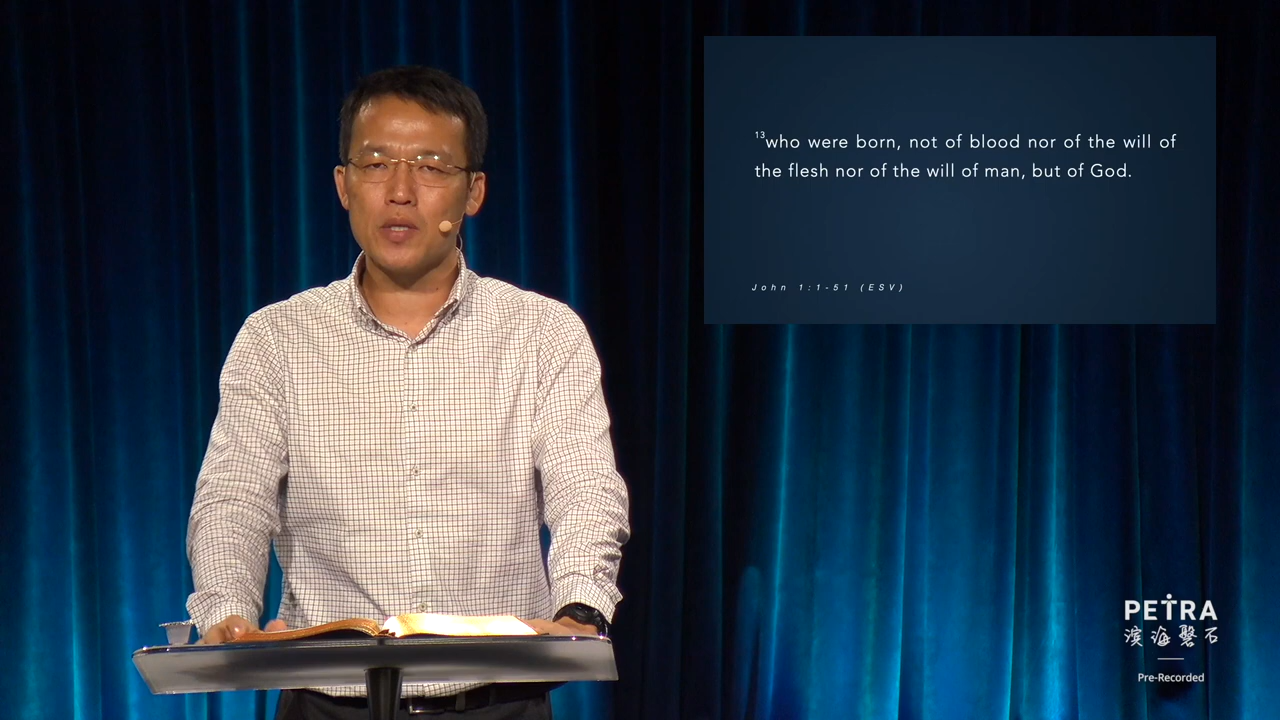 ¹³who were born, not of blood nor of the will of
the flesh nor of the will of man, but of God.
John 1:1-51 (ESV)
PETRA
滨海磐石
Pre-Recorded